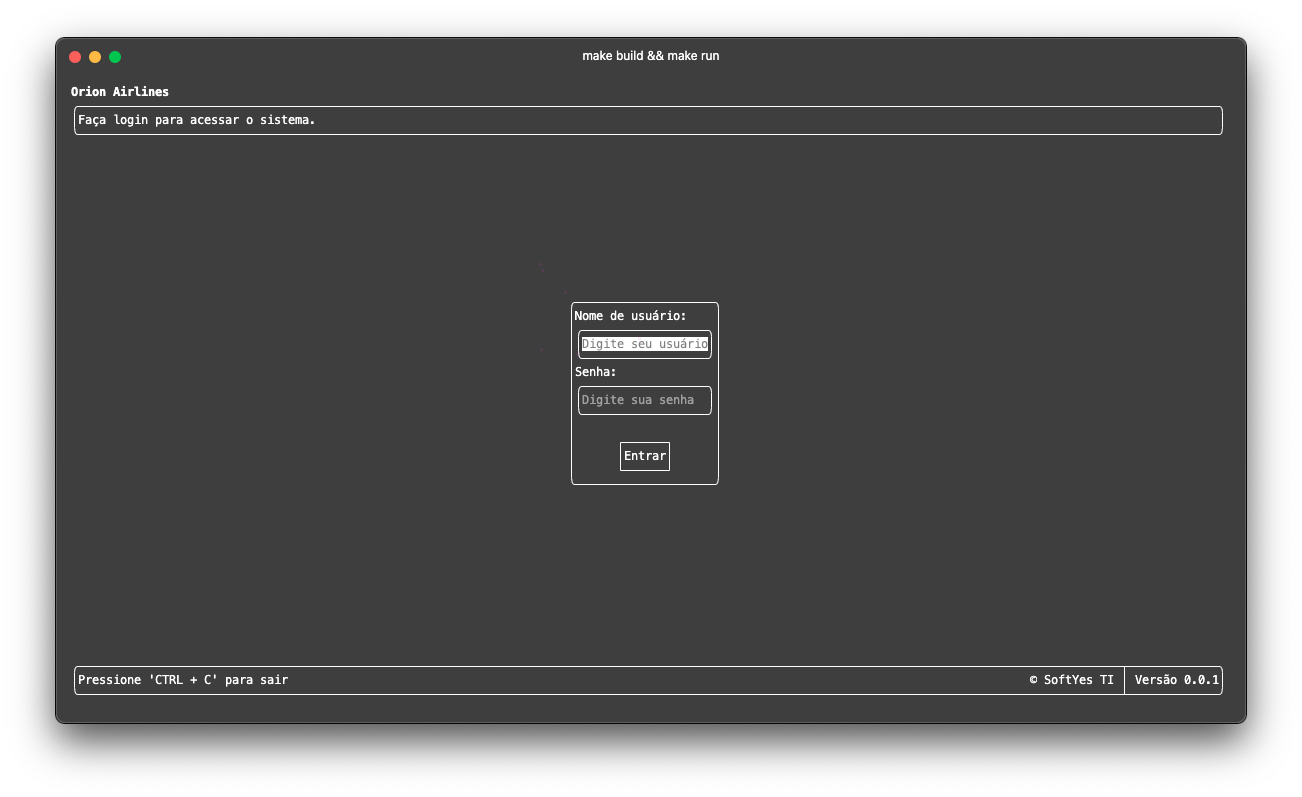 make build && make run
Orion Airlines
Faça login para acessar o sistema.
Nome de usuário:
Digite seu usuário
Senha:
Digite sua senha
Entrar
Pressione 'CTRL + C' para sair © SoftYes TI Versão 0.0.1